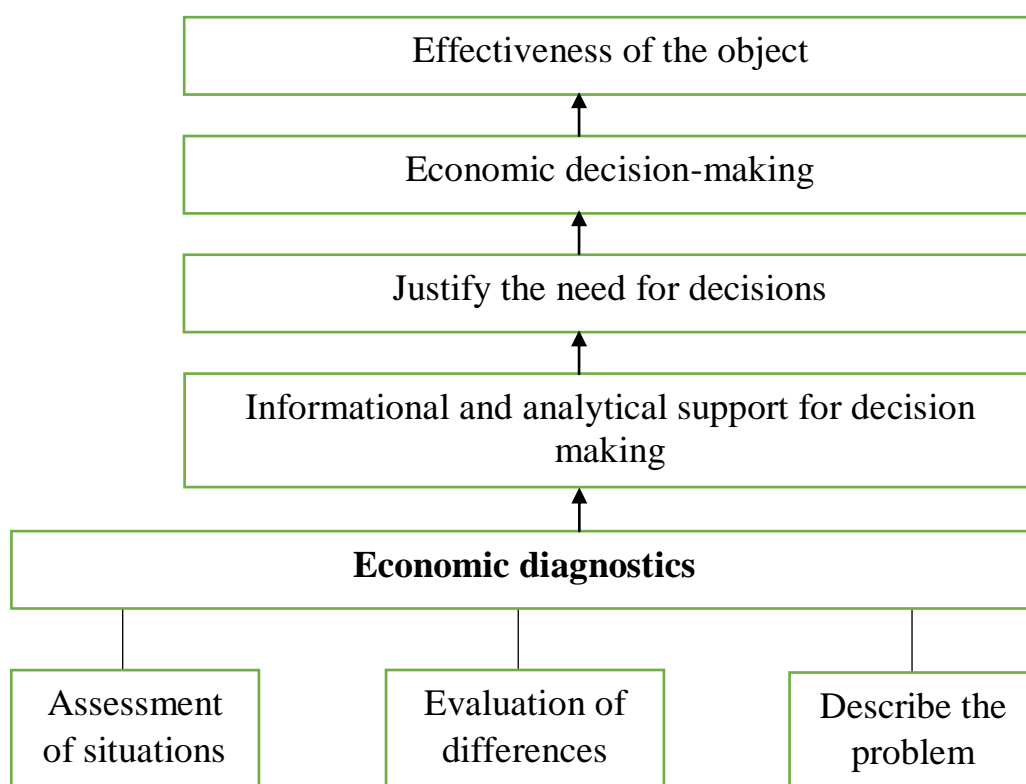 Effectiveness of the object
Economic decision-making
Justify the need for decisions
Informational and analytical support for decision
making
Economic diagnostics
Assessment
of situations
Evaluation of
differences
Describe the
problem